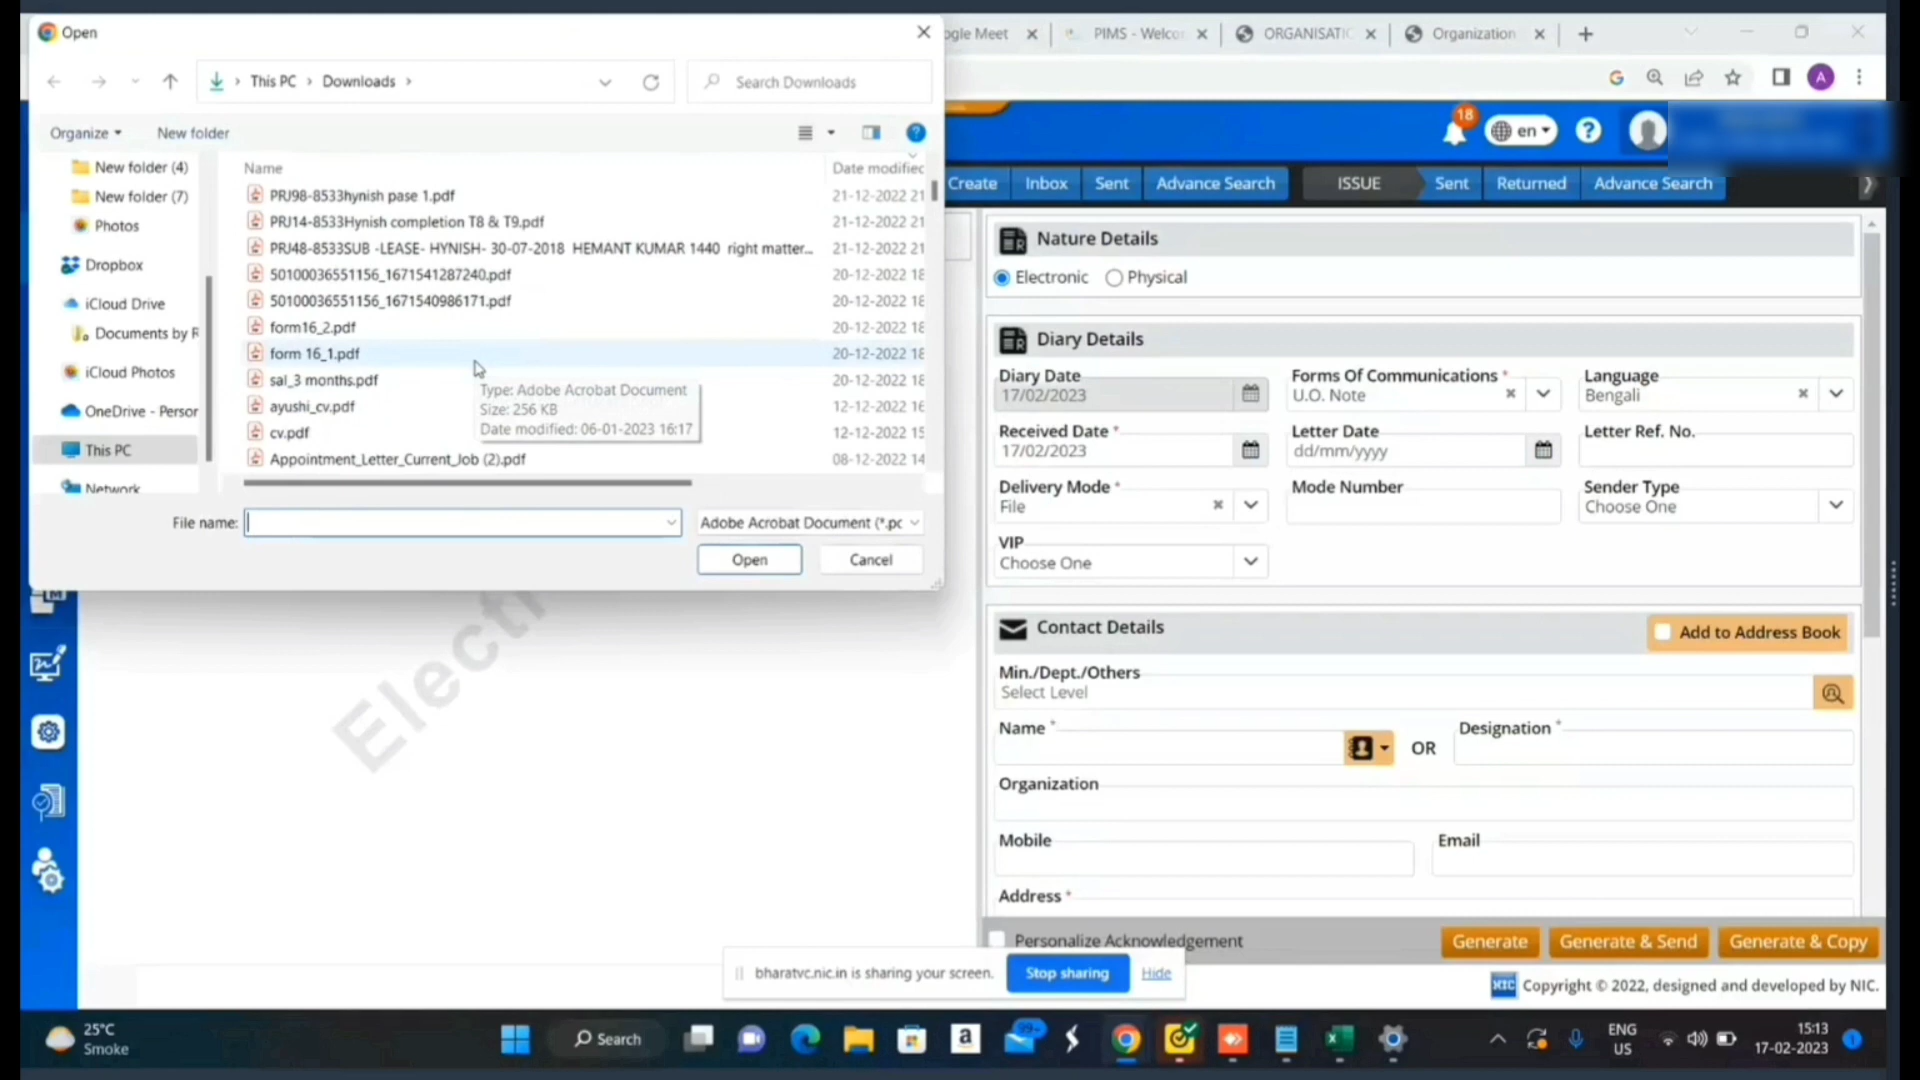 Open
ogle Meet
PIMS - Welco
ORGANISATIO
Organization
This PC > Downloads >
Search Downloads
A
Organize
New folder
18
en
New folder (4)
New folder (7)
Photos
Dropbox
iCloud Drive
Documents by R
iCloud Photos
OneDrive - Person
This PC
Network
Name
Date modified
PRJ98-8533hynish pase 1.pdf
21-12-2022 21
PRJ14-8533Hynish completion T8 & T9.pdf
21-12-2022 21
PRJ48-8533SUB -LEASE- HYNISH- 30-07-2018 HEMANT KUMAR 1440 right matter...
21-12-2022 21
50100036551156_1671541287240.pdf
20-12-2022 18
50100036551156_1671540986171.pdf
20-12-2022 18
form16_2.pdf
20-12-2022 18
form 16_1.pdf
20-12-2022 18
sal_3 months.pdf
20-12-2022 18
ayushi_cv.pdf
12-12-2022 16
cv.pdf
12-12-2022 15
Appointment_Letter_Current_Job (2).pdf
08-12-2022 14
Type: Adobe Acrobat Document
Size: 256 KB
Date modified: 06-01-2023 16:17
File name:
Adobe Acrobat Document (*.pc
Open
Cancel
Create
Inbox
Sent
Advance Search
ISSUE
Sent
Returned
Advance Search
Nature Details
Electronic
Physical
Diary Details
Diary Date
17/02/2023
Forms Of Communications *
U.O. Note
Language
Bengali
Received Date *
17/02/2023
Letter Date
dd/mm/yyyy
Letter Ref. No.
Delivery Mode *
File
Mode Number
Sender Type
Choose One
VIP
Choose One
Contact Details
Add to Address Book
Min./Dept./Others
Select Level
Name *
OR
Designation *
Organization
Mobile
Email
Address *
Electr
Personalize Acknowledgement
Generate
Generate & Send
Generate & Copy
bharatvc.nic.in is sharing your screen.
Stop sharing
Hide
NIC
Copyright © 2022, designed and developed by NIC.
25°C
Smoke
Search
99+
ENG
US
15:13
17-02-2023
1